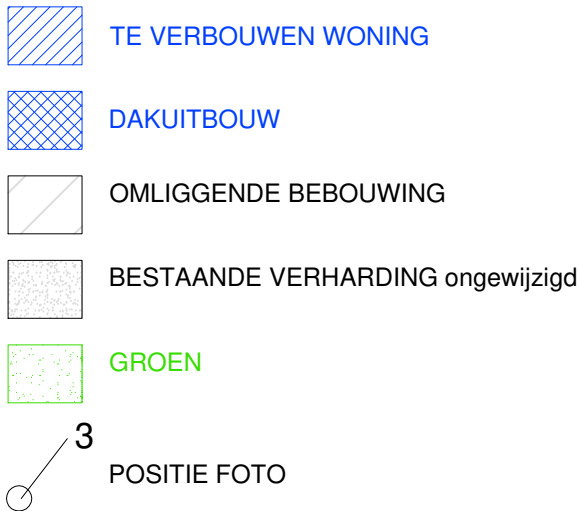 TE VERBOUWEN WONING
DAKUITBOUW
OMLIGGENDE BEBOUWING
BESTAANDE VERHARDING ongewijzigd
GROEN
3
POSITIE FOTO